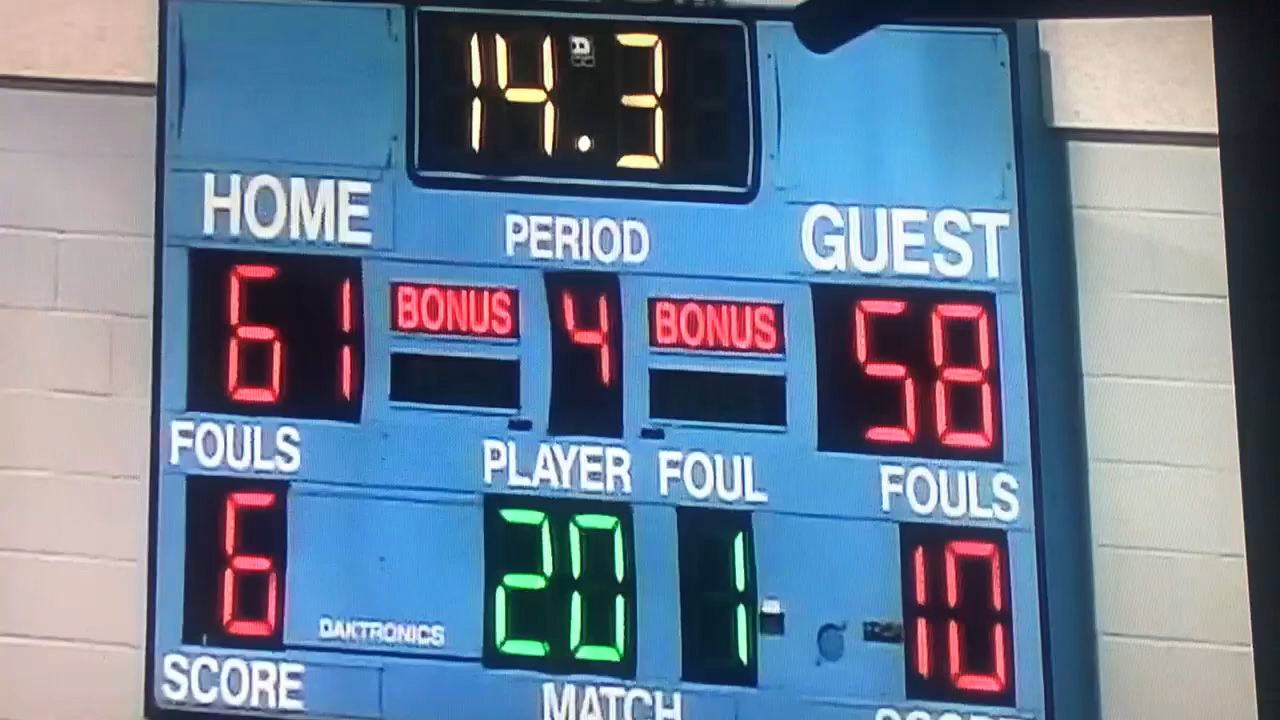 14.3
HOME PERIOD GUEST
61 BONUS 4 BONUS 58
FOULS PLAYER FOUL FOULS
6 20 1 10
DAKTRONICS
SCORE MATCH